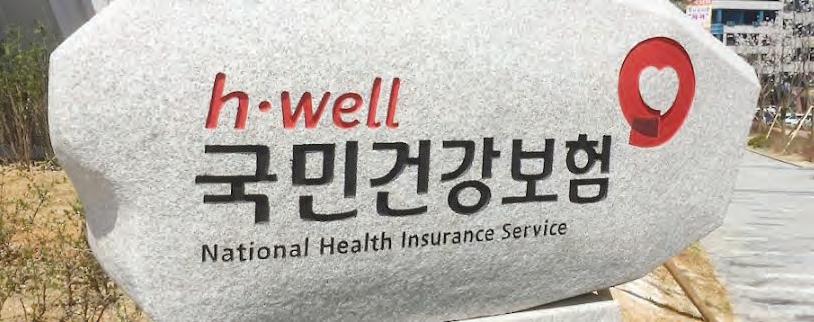 h·well
국민건강보험
National Health Insurance Service